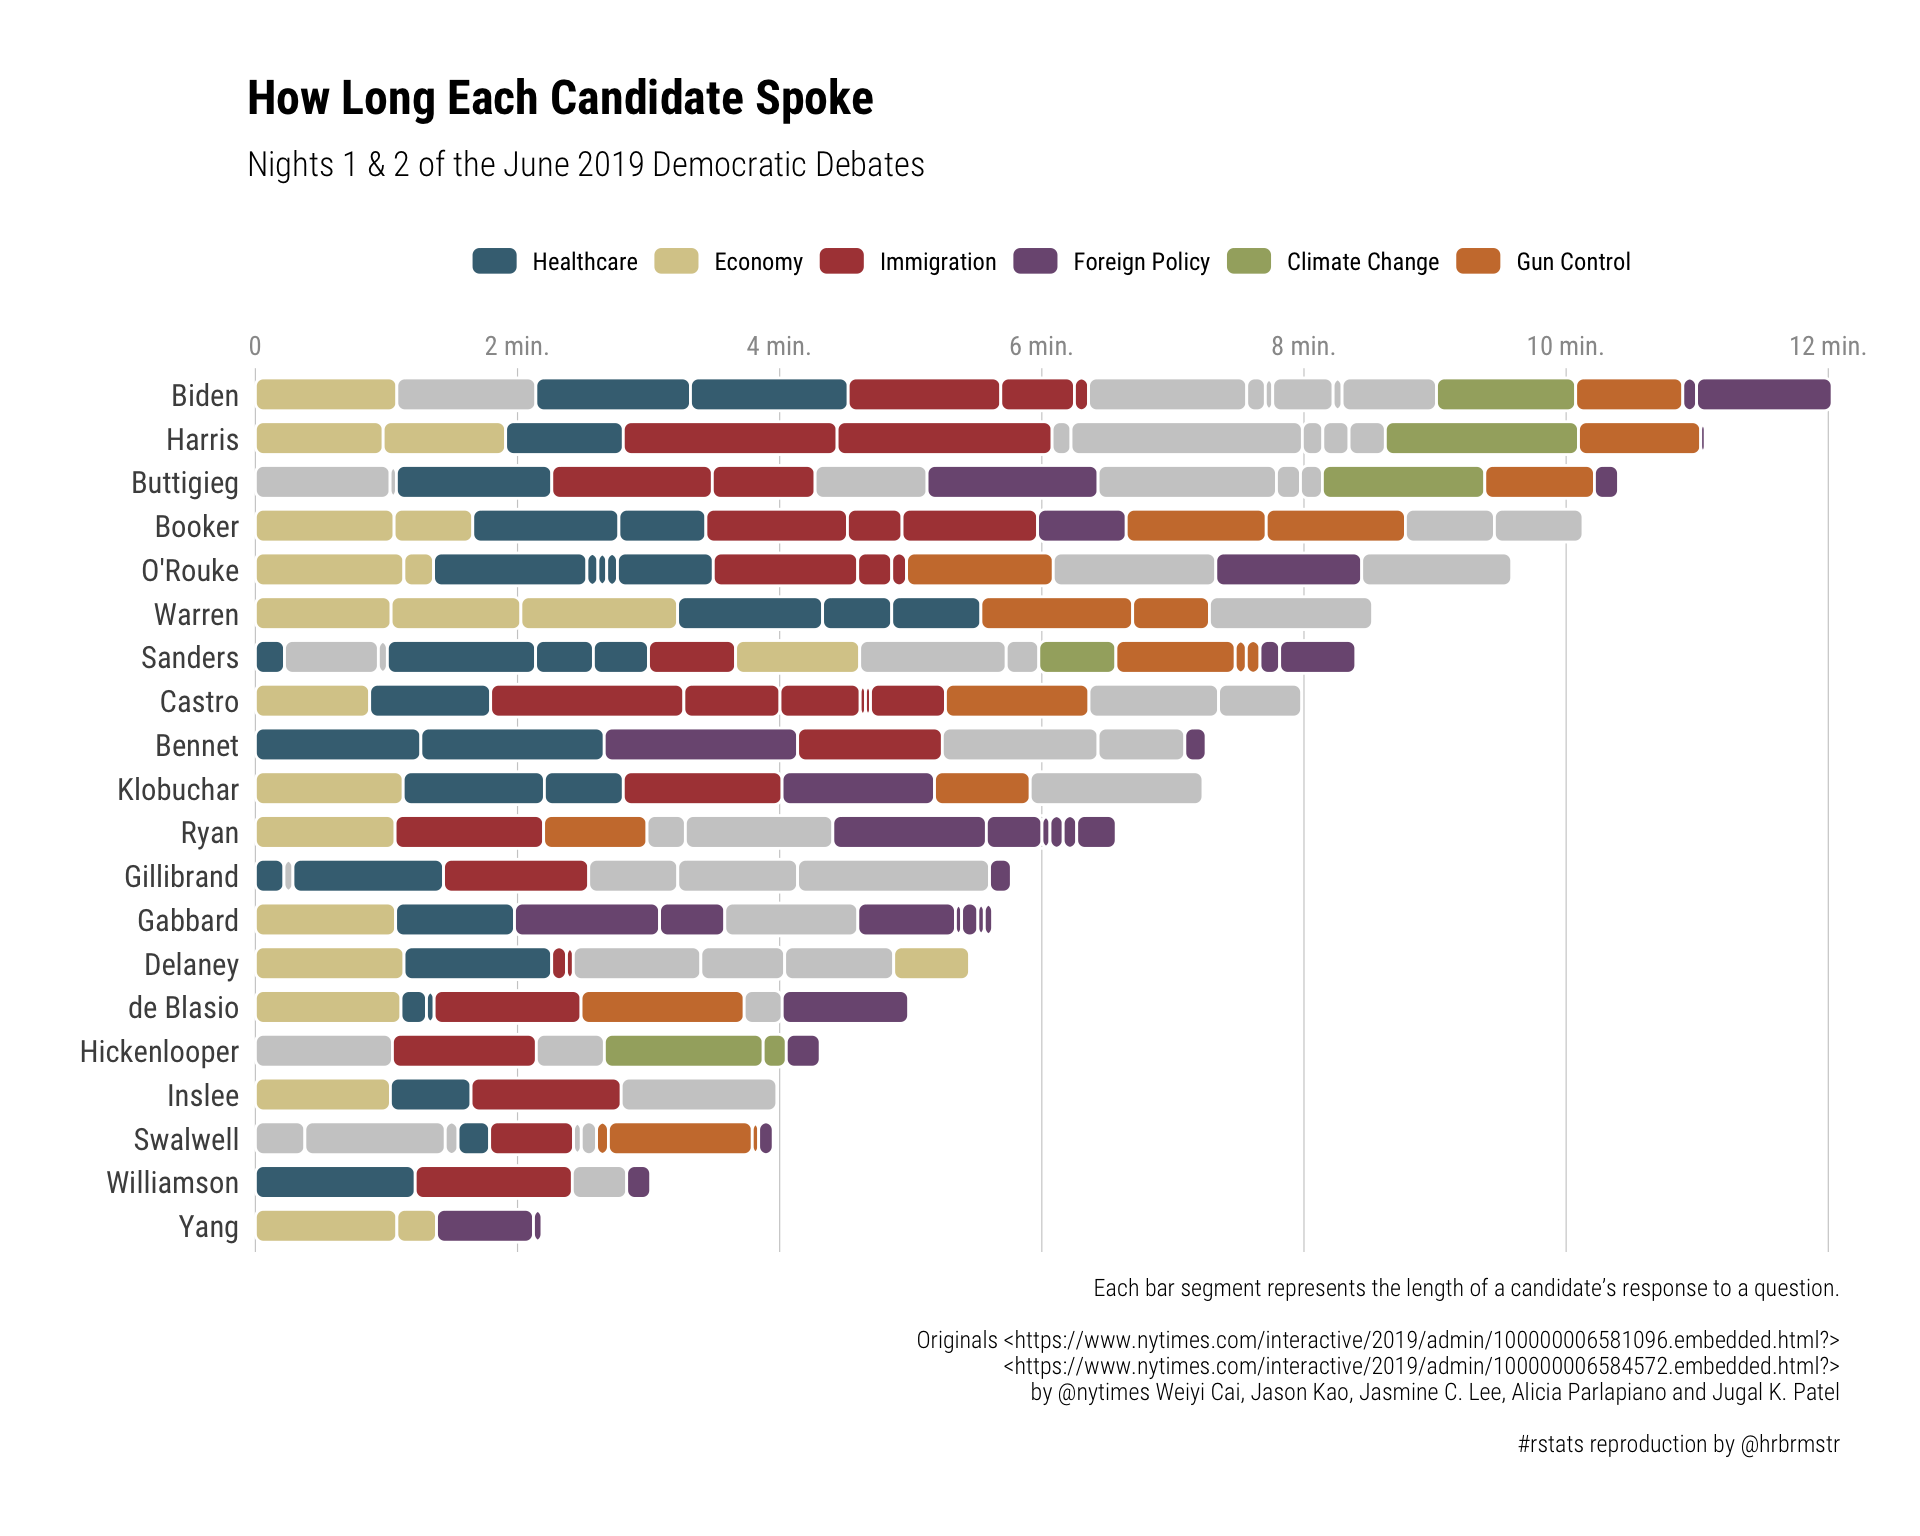 How Long Each Candidate Spoke
Nights 1 & 2 of the June 2019 Democratic Debates
Healthcare Economy Immigration Foreign Policy Climate Change Gun Control
0 2 min. 4 min. 6 min. 8 min. 10 min. 12 min.
Biden
Harris
Buttigieg
Booker
O'Rouke
Warren
Sanders
Castro
Bennet
Klobuchar
Ryan
Gillibrand
Gabbard
Delaney
de Blasio
Hickenlooper
Inslee
Swalwell
Williamson
Yang
Each bar segment represents the length of a candidate’s response to a question.
Originals <https://www.nytimes.com/interactive/2019/admin/100000006581096.embedded.html?>
<https://www.nytimes.com/interactive/2019/admin/100000006584572.embedded.html?>
by @nytimes Weiyi Cai, Jason Kao, Jasmine C. Lee, Alicia Parlapiano and Jugal K. Patel
#rstats reproduction by @hrbrmstr